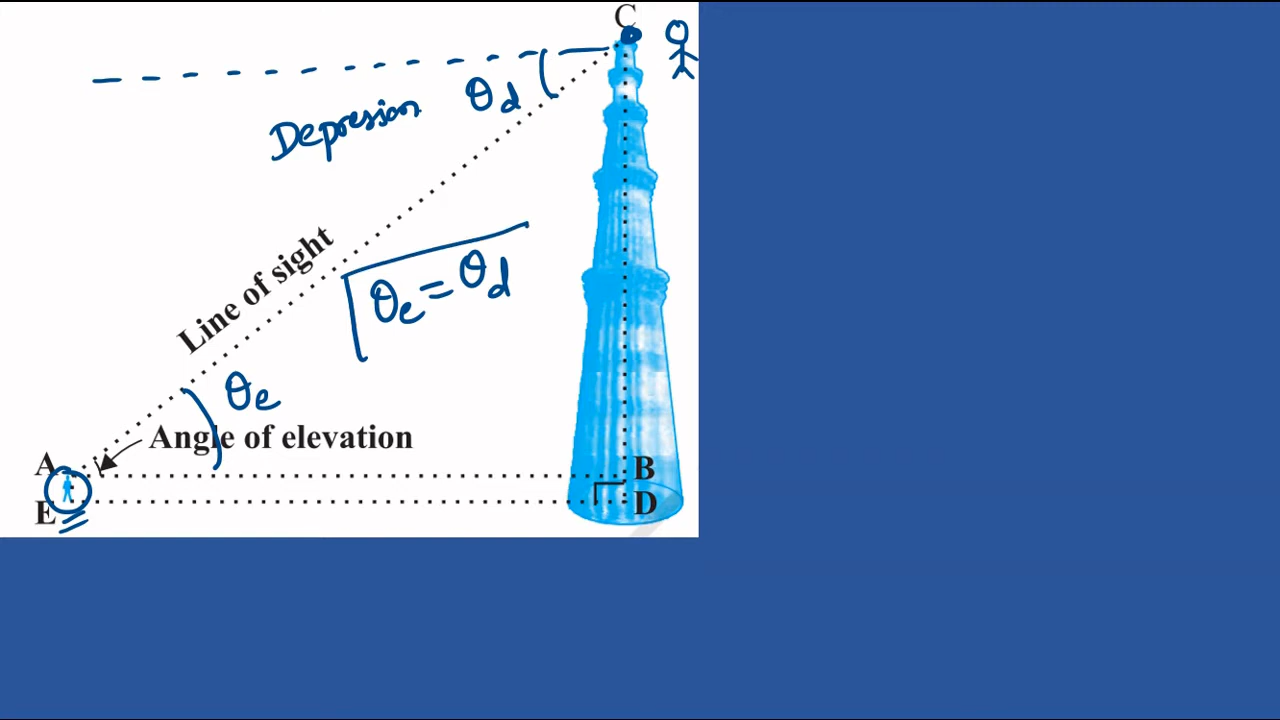 C
Depression θd
Line of sight
θe = θd
θe
Angle of elevation
A
B
E
D